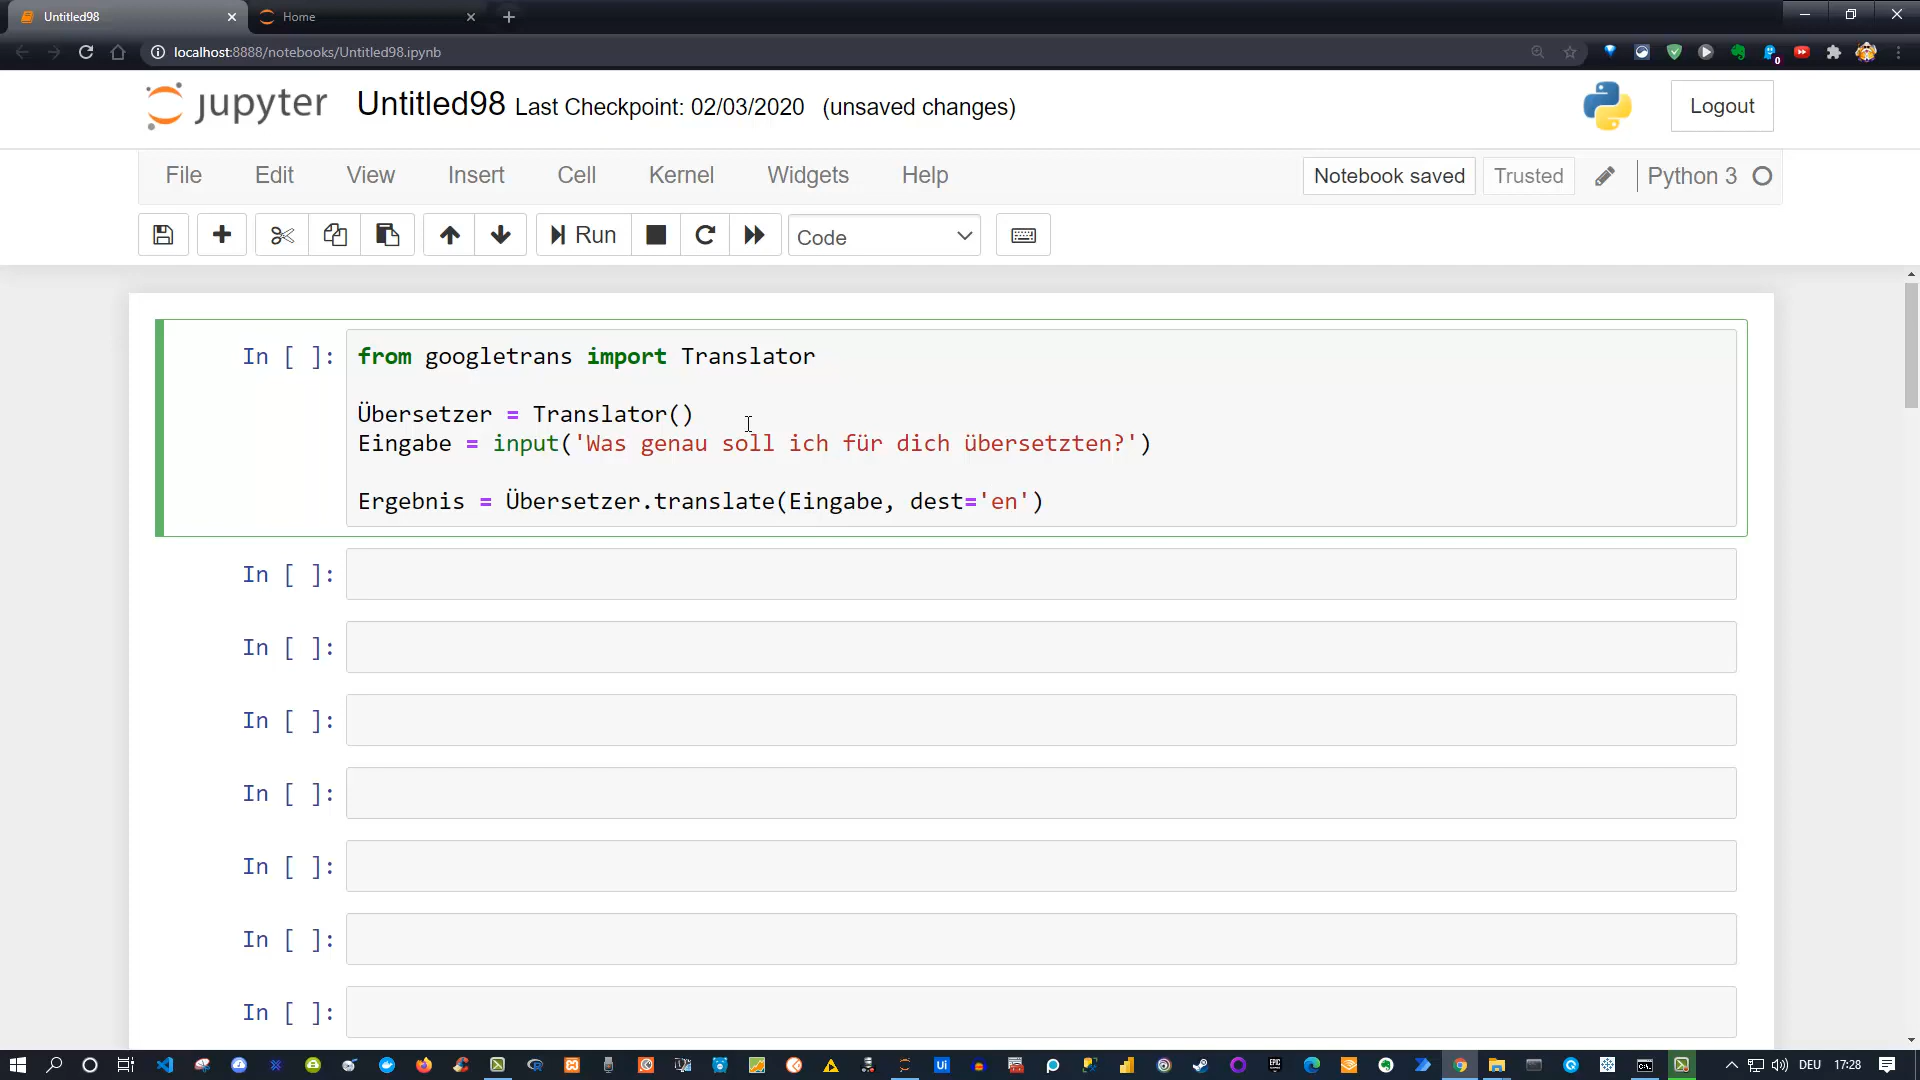 Untitled98
Home
localhost:8888/notebooks/Untitled98.ipynb
0
jupyter Untitled98 Last Checkpoint: 02/03/2020 (unsaved changes)
Logout
File Edit View Insert Cell Kernel Widgets Help
Notebook saved Trusted Python 3
Run Code
In [ ]: from googletrans import Translator
Übersetzer = Translator()
Eingabe = input('Was genau soll ich für dich übersetzten?')
Ergebnis = Übersetzer.translate(Eingabe, dest='en')
In [ ]:
In [ ]:
In [ ]:
In [ ]:
In [ ]:
In [ ]:
In [ ]:
Ui EPIC DEU 17:28